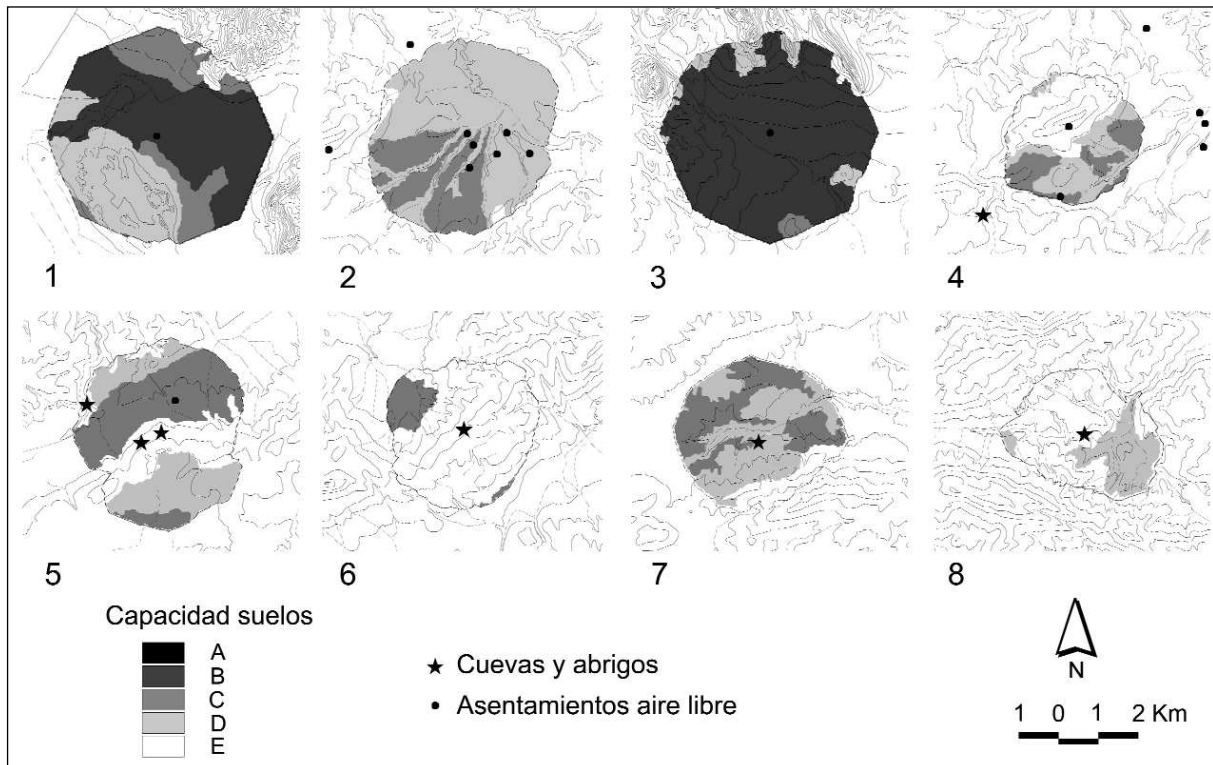 1
2
3
4
5
6
7
8
Capacidad suelos
A
B
C
D
E
Cuevas y abrigos
Asentamientos aire libre
N
1 0 1 2 Km